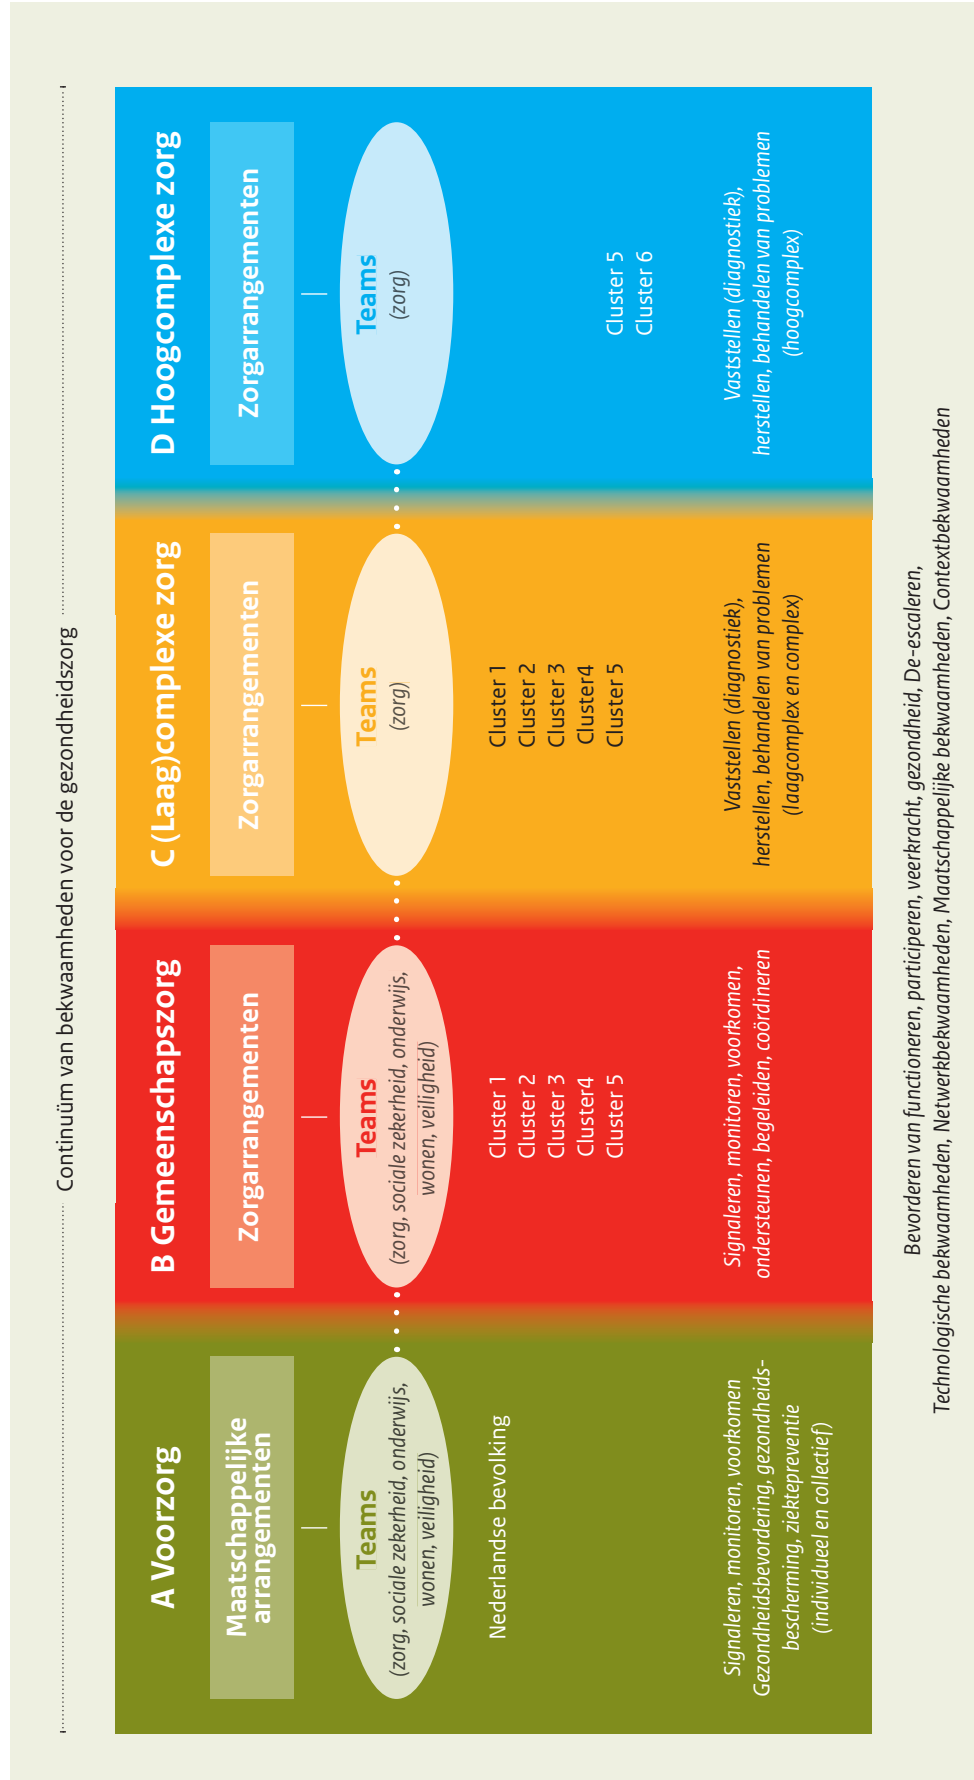 Continuüm van bekwaamheden voor de gezondheidszorg
A Voorzorg
Maatschappelijke
arrangementen
Teams
(zorg, sociale zekerheid, onderwijs,
wonen, veiligheid)
Nederlandse bevolking
Signaleren, monitoren, voorkomen
Gezondheidsbevordering, gezondheids-
bescherming, ziektepreventie
(individueel en collectief)
B Gemeenschapszorg
Zorgarrangementen
Teams
(zorg, sociale zekerheid, onderwijs,
wonen, veiligheid)
Cluster 1
Cluster 2
Cluster 3
Cluster4
Cluster 5
Signaleren, monitoren, voorkomen,
ondersteunen, begeleiden, coördineren
C (Laag)complexe zorg
Zorgarrangementen
Teams
(zorg)
Cluster 1
Cluster 2
Cluster 3
Cluster4
Cluster 5
Vaststellen (diagnostiek),
herstellen, behandelen van problemen
(laagcomplex en complex)
D Hoogcomplexe zorg
Zorgarrangementen
Teams
(zorg)
Cluster 5
Cluster 6
Vaststellen (diagnostiek),
herstellen, behandelen van problemen
(hoogcomplex)
Bevorderen van functioneren, participeren, veerkracht, gezondheid, De-escaleren,
Technologische bekwaamheden, Netwerkbekwaamheden, Maatschappelijke bekwaamheden, Contextbekwaamheden